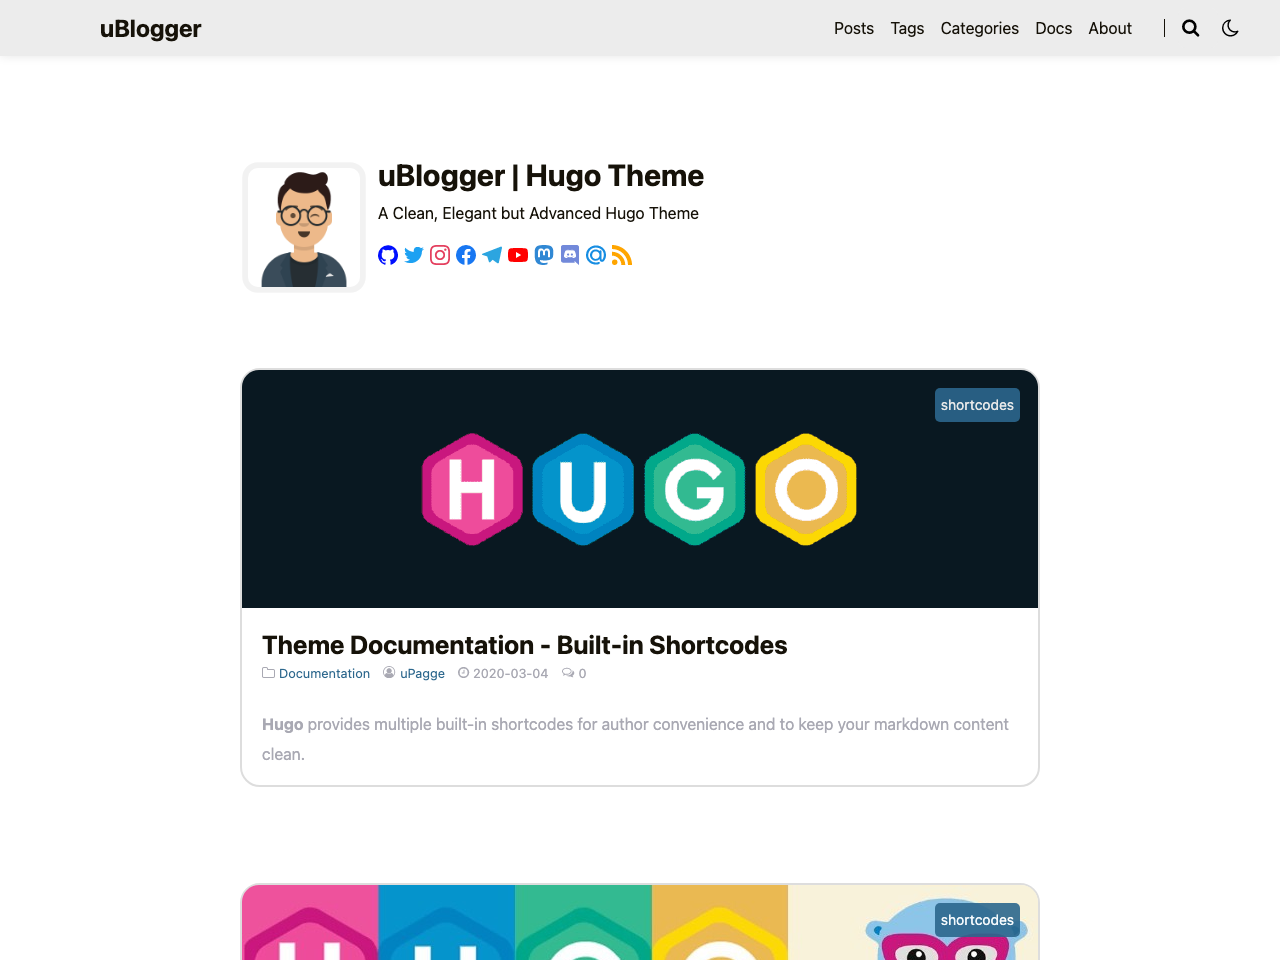 uBlogger
Posts Tags Categories Docs About
uBlogger | Hugo Theme
A Clean, Elegant but Advanced Hugo Theme
shortcodes
HUGO
Theme Documentation - Built-in Shortcodes
Documentation uPagge 2020-03-04 0
Hugo provides multiple built-in shortcodes for author convenience and to keep your markdown content
clean.
shortcodes